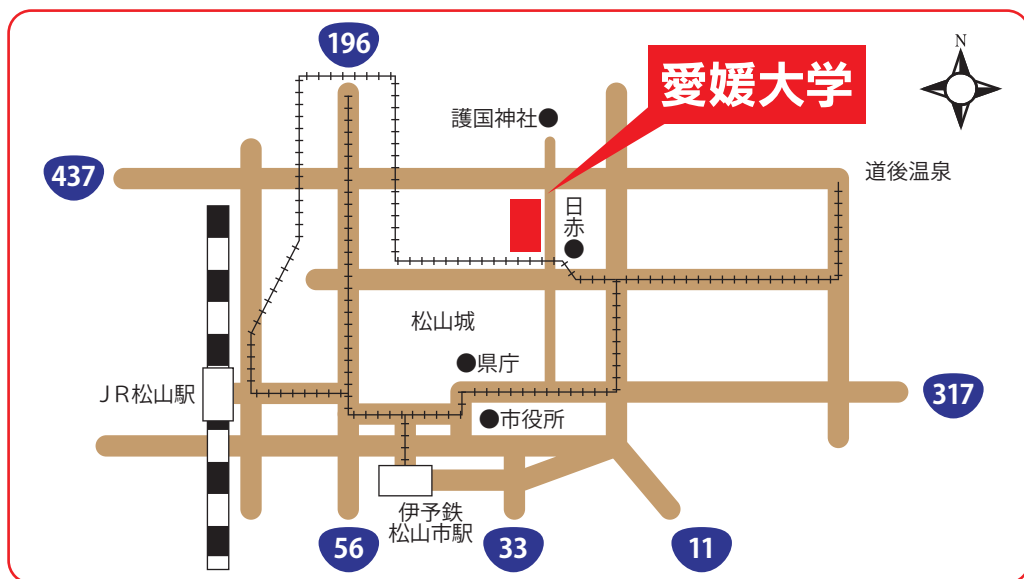 196
N
愛媛大学
護国神社
437
道後温泉
日赤
松山城
県庁
JR松山駅
317
市役所
伊予鉄
松山市駅
56
33
11